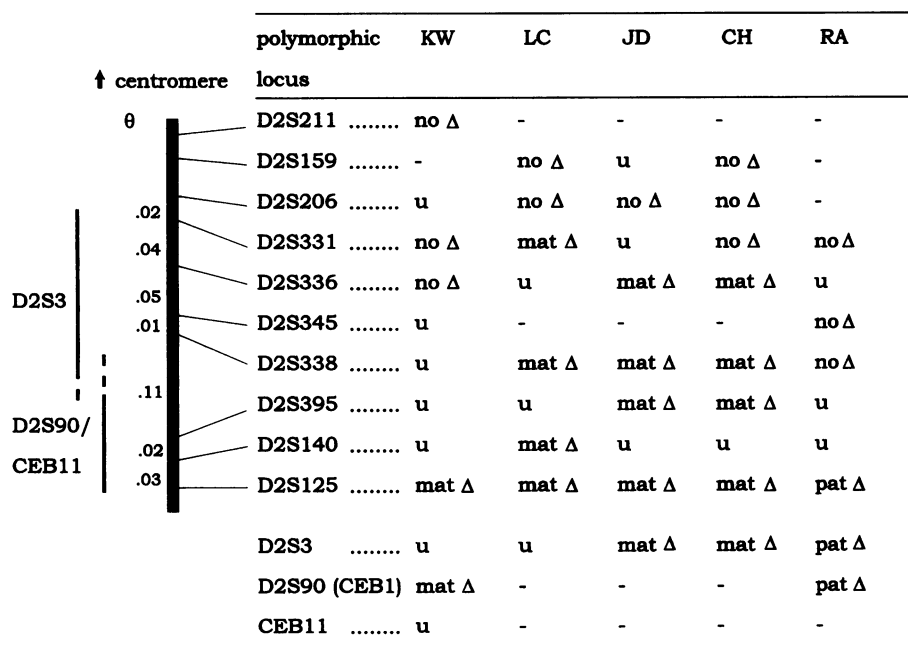 polymorphic KW LC JD CH RA
↑ centromere locus
θ D2S211 ........ no Δ - - - -
D2S159 ........ - no Δ u no Δ -
D2S206 ........ u no Δ no Δ no Δ -
.02
D2S331 ........ no Δ mat Δ u no Δ no Δ
.04
D2S336 ........ no Δ u mat Δ mat Δ u
D2S3 .05
D2S345 ........ u - - - no Δ
.01
D2S338 ........ u mat Δ mat Δ mat Δ no Δ
.11
D2S395 ........ u u mat Δ mat Δ u
D2S90/
D2S140 ........ u mat Δ u u u
.02
CEB11
.03 D2S125 ........ mat Δ mat Δ mat Δ mat Δ pat Δ
D2S3 ........ u u mat Δ mat Δ pat Δ
D2S90 (CEB1) mat Δ - - - pat Δ
CEB11 ........ u - - - -